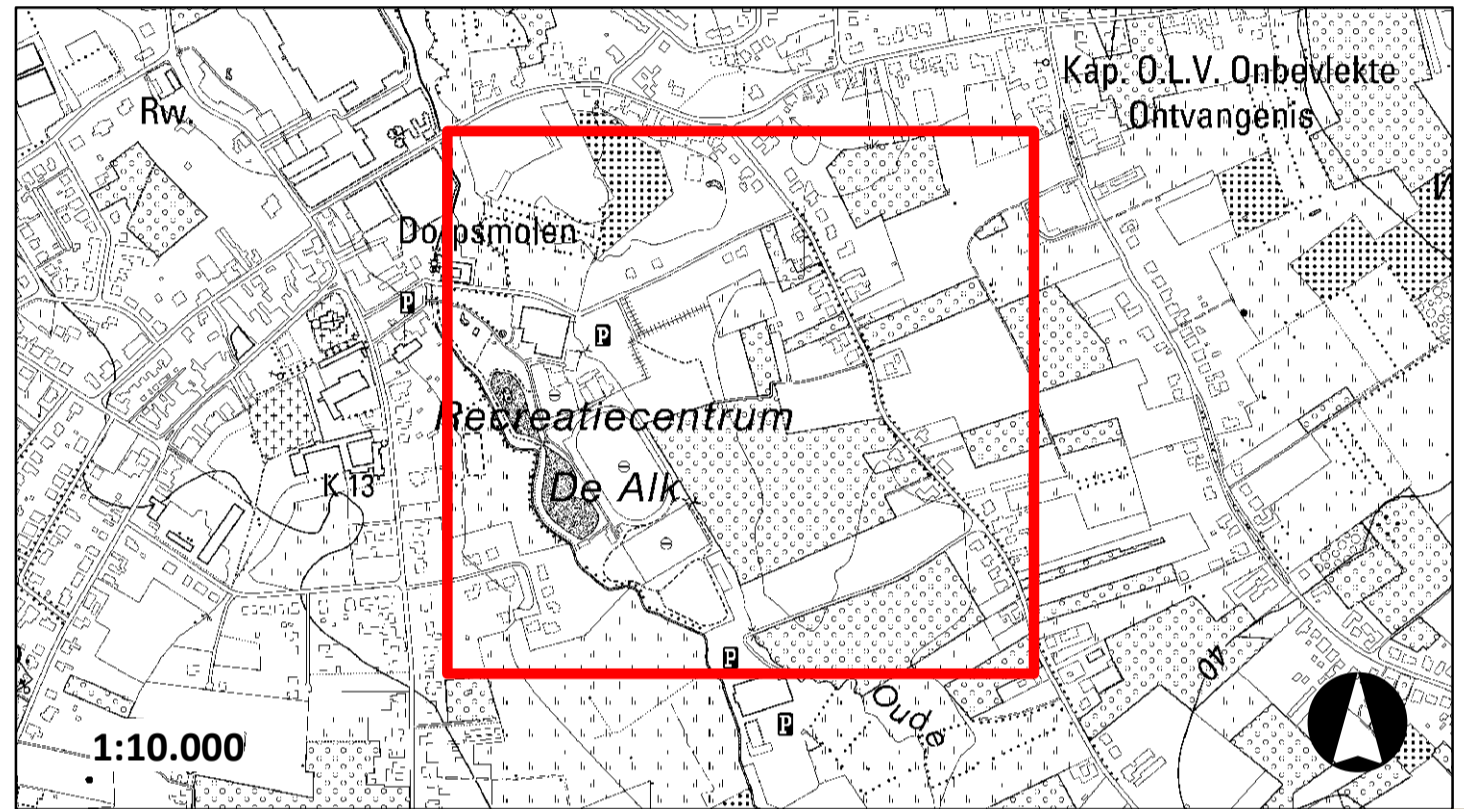 Kap. O.L.V. Onbevlekte
Ontvangenis
Rw.
Dorpsmolen
P
P
Recreatiecentrum
K 13
De Alk
P
40
Oude
P
1:10.000